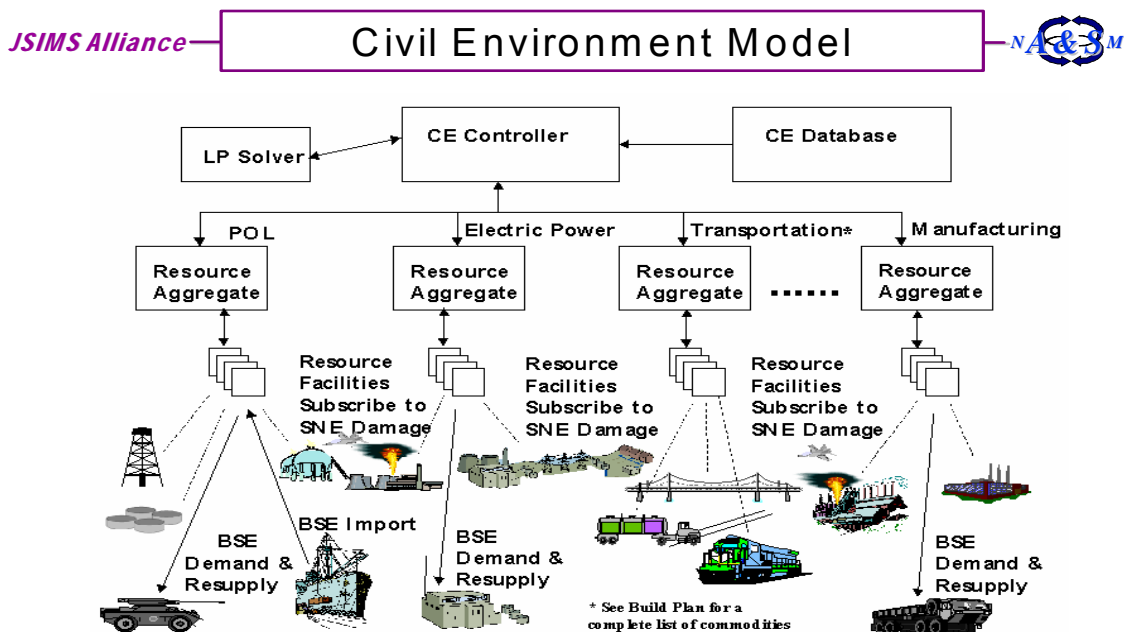 JSIMS Alliance
Civil Environment Model
N A&S M
LP Solver
CE Controller
CE Database
POL
Electric Power
Transportation*
Manufacturing
Resource
Aggregate
Resource
Aggregate
Resource
Aggregate
Resource
Aggregate
Resource
Facilities
Subscribe to
SNE Damage
Resource
Facilities
Subscribe to
SNE Damage
Resource
Facilities
Subscribe to
SNE Damage
BSE Import
BSE
Demand &
Resupply
BSE
Demand &
Resupply
BSE
Demand &
Resupply
* See Build Plan for a
complete list of commodities